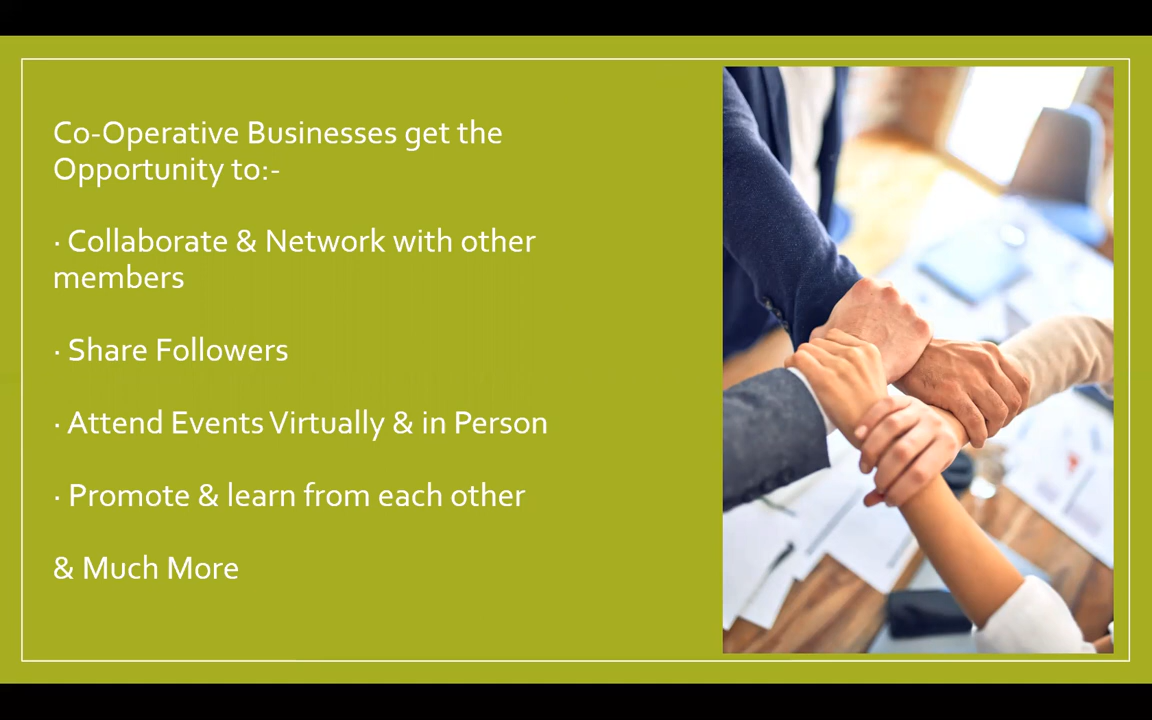 Co-Operative Businesses get the
Opportunity to:-
· Collaborate & Network with other
members
· Share Followers
· Attend Events Virtually & in Person
· Promote & learn from each other
& Much More